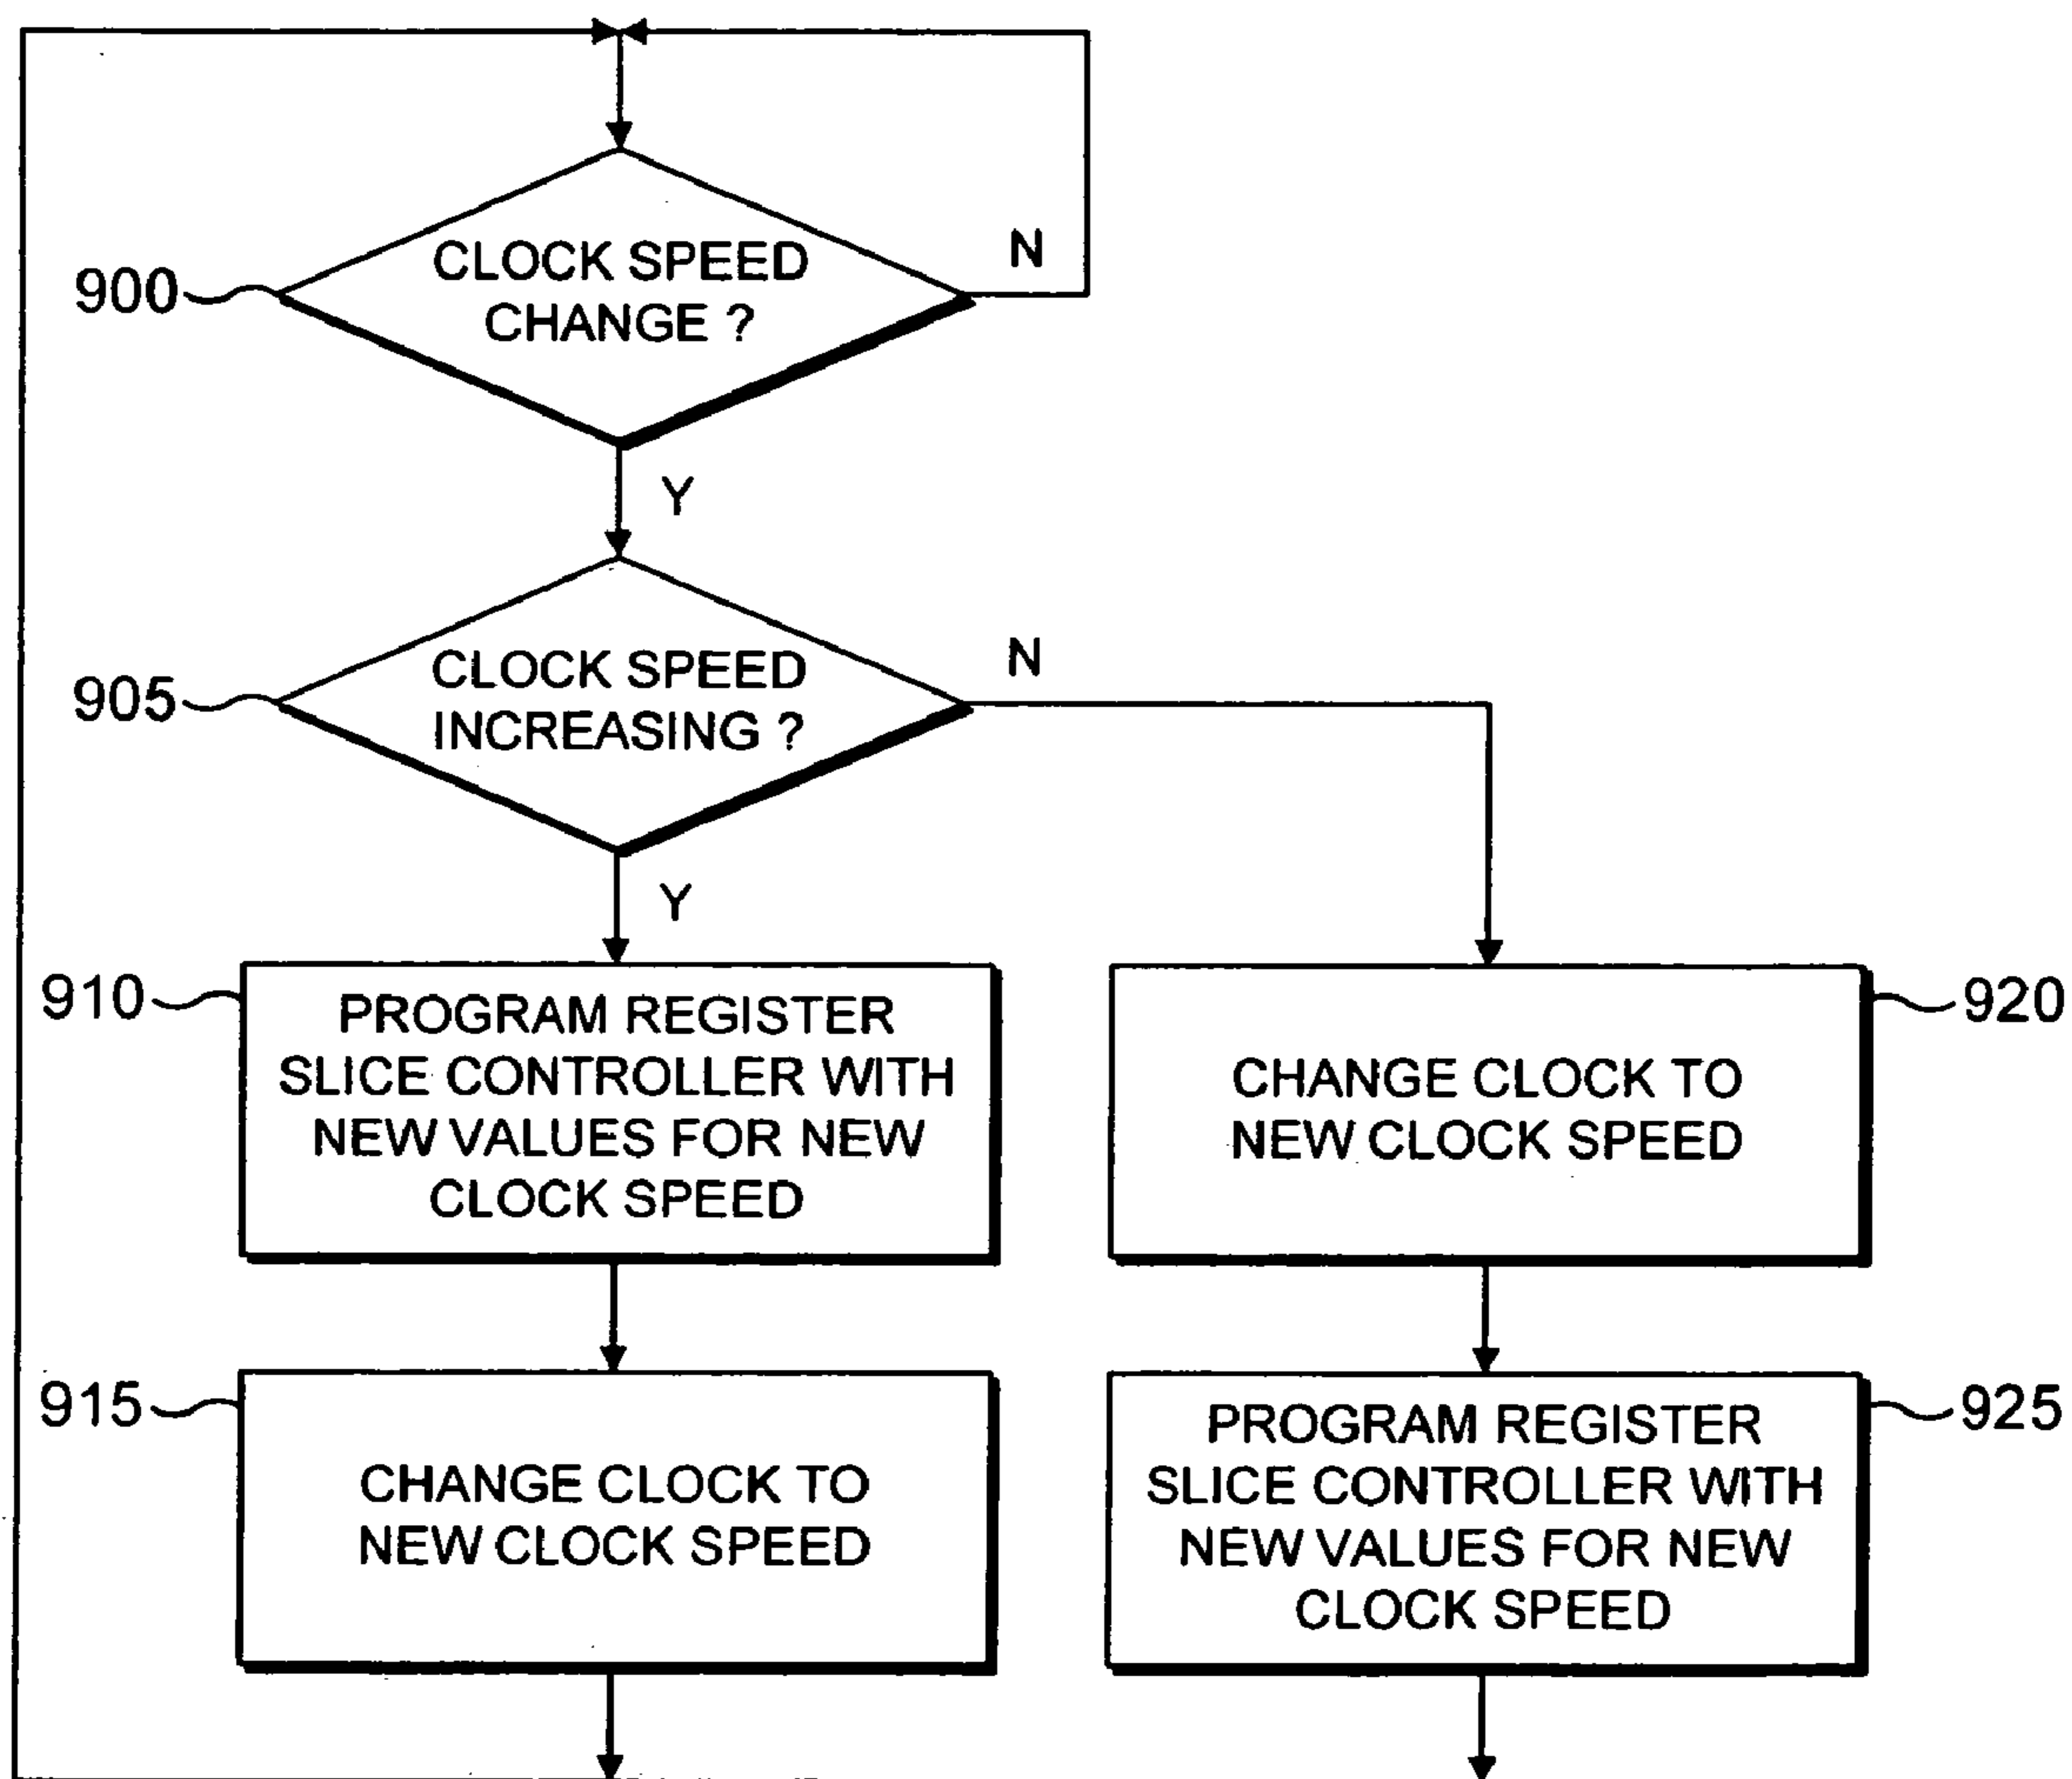 900
CLOCK SPEED
CHANGE ?
N
Y
905
CLOCK SPEED
INCREASING ?
N
Y
910
PROGRAM REGISTER
SLICE CONTROLLER WITH
NEW VALUES FOR NEW
CLOCK SPEED
920
CHANGE CLOCK TO
NEW CLOCK SPEED
915
CHANGE CLOCK TO
NEW CLOCK SPEED
925
PROGRAM REGISTER
SLICE CONTROLLER WITH
NEW VALUES FOR NEW
CLOCK SPEED